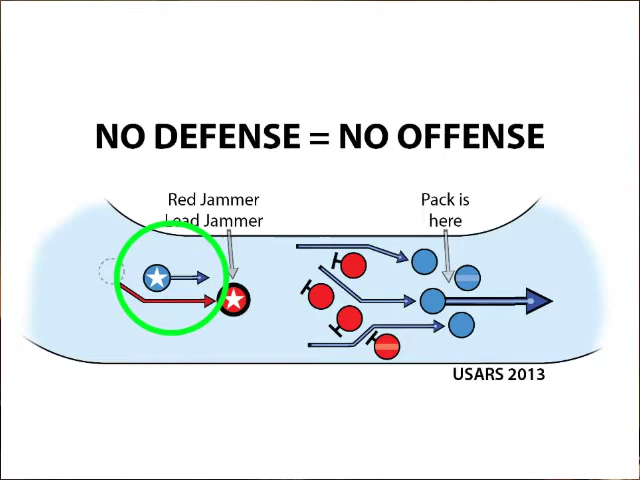 NO DEFENSE = NO OFFENSE
Red Jammer
Lead Jammer
Pack is
here
USARS 2013